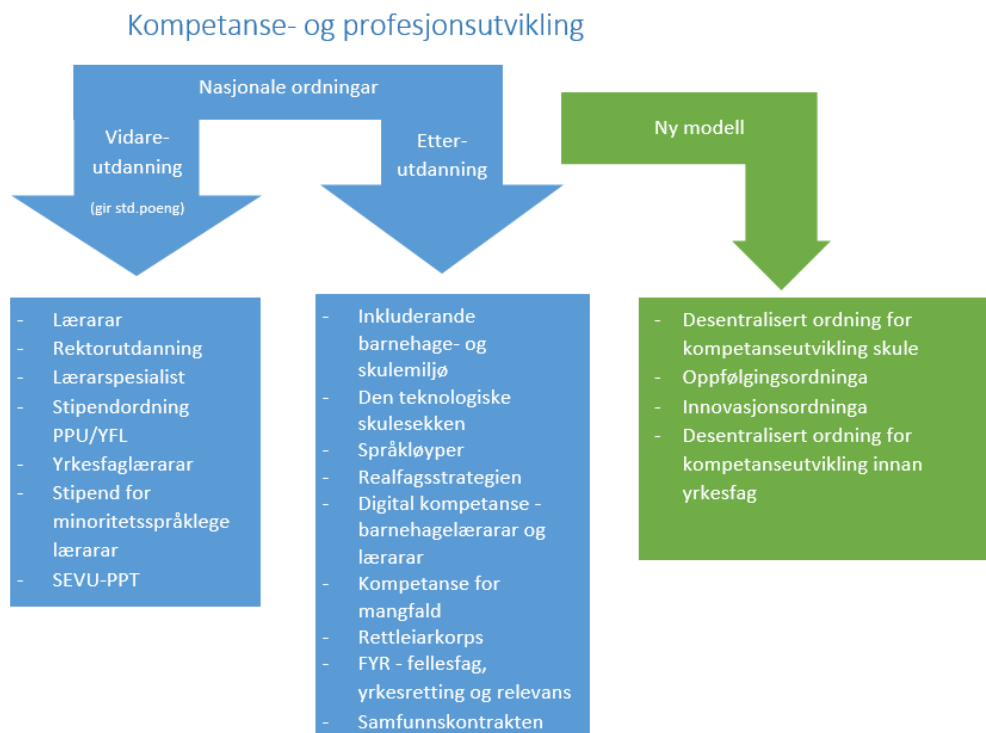 Kompetanse- og profesjonsutvikling
Nasjonale ordningar
Vidare-
utdanning
(gir std.poeng)
Etter-
utdanning
Ny modell
- Lærarar
- Rektorutdanning
- Lærarspesialist
- Stipendordning
PPU/YFL
- Yrkesfaglærarar
- Stipend for
minoritetsspråklege
lærarar
- SEVU-PPT
- Inkluderande
barnehage- og
skulemiljø
- Den teknologiske
skulesekken
- Språkløyper
- Realfagsstrategien
- Digital kompetanse -
barnehagelærarar og
lærarar
- Kompetanse for
mangfald
- Rettleiarkorps
- FYR - fellesfag,
yrkesretting og relevans
- Samfunnskontrakten
- Desentralisert ordning for
kompetanseutvikling skule
- Oppfølgingsordninga
- Innovasjonsordninga
- Desentralisert ordning for
kompetanseutvikling innan
yrkesfag